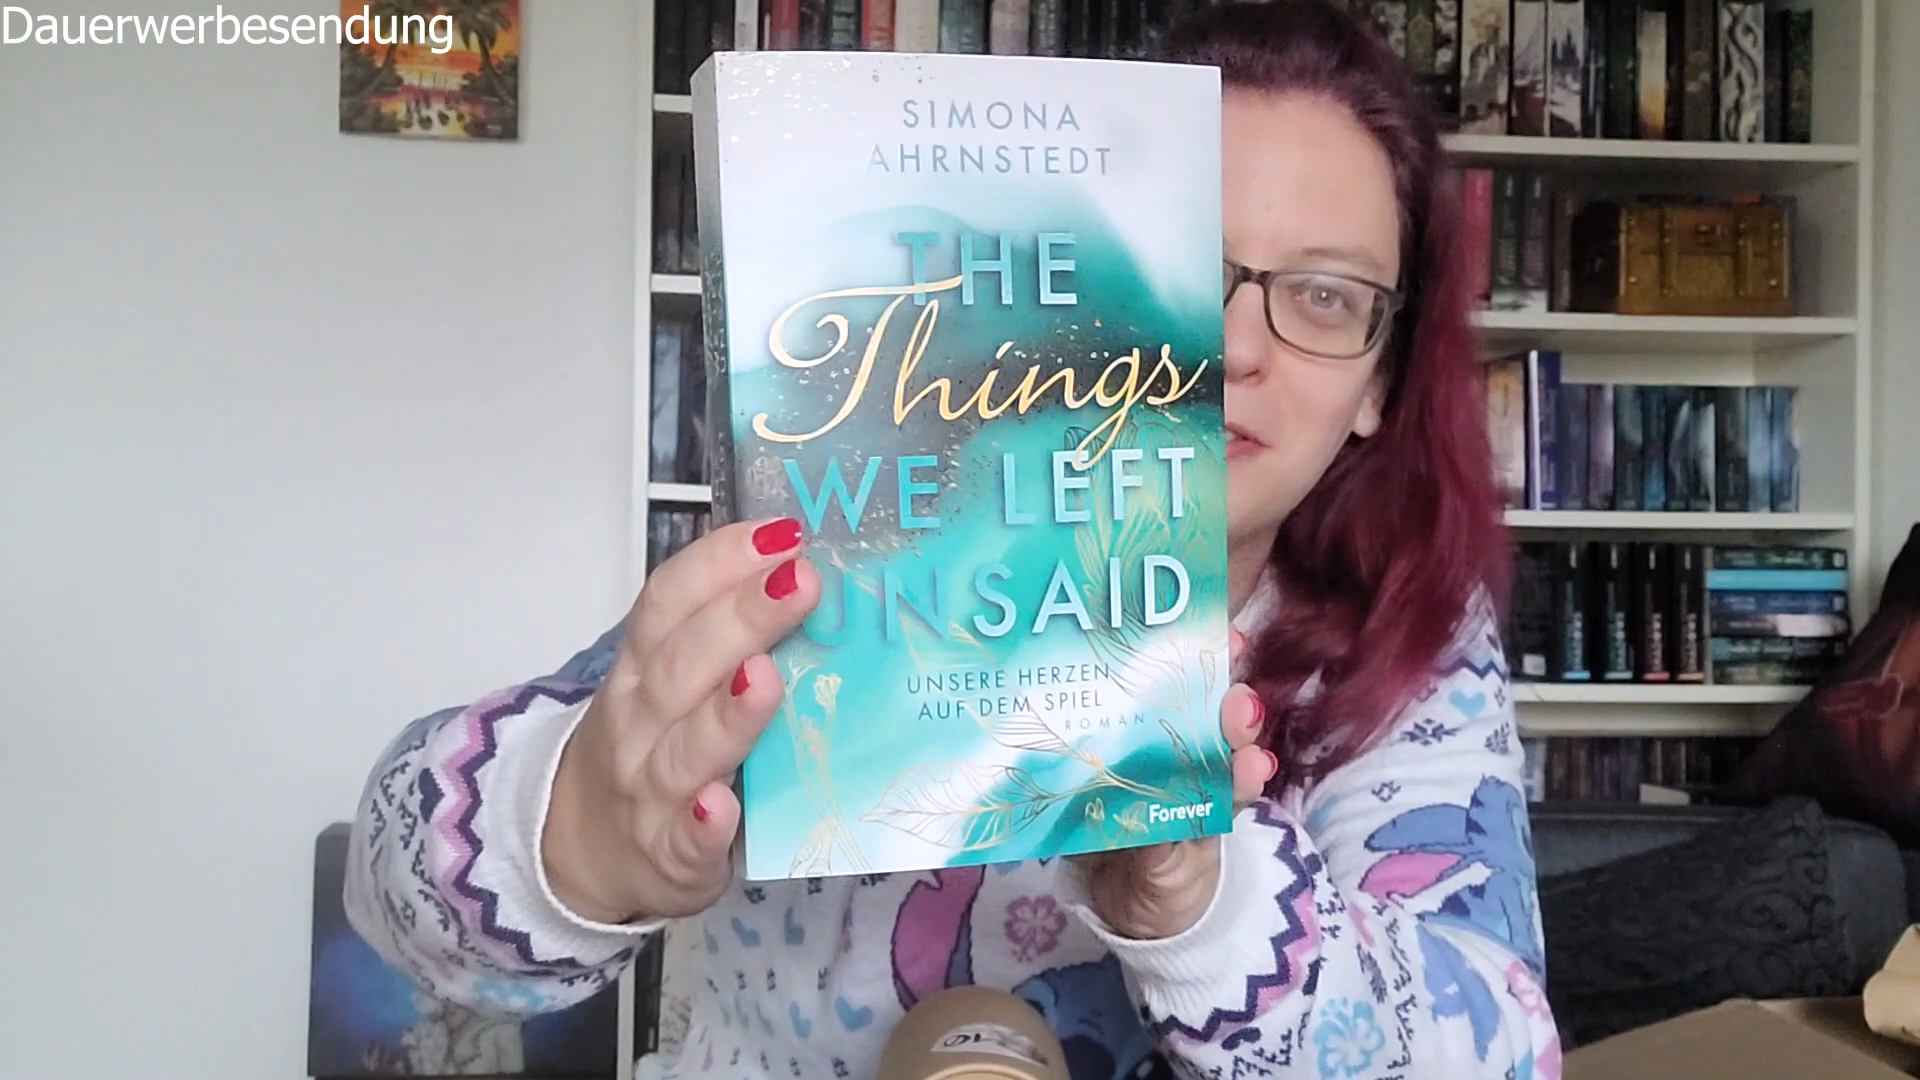 Dauerwerbesendung
SIMONA
AHRNSTEDT
THE
Things
WE LEFT
UNSAID
UNSERE HERZEN
AUF DEM SPIEL
ROMAN
Forever